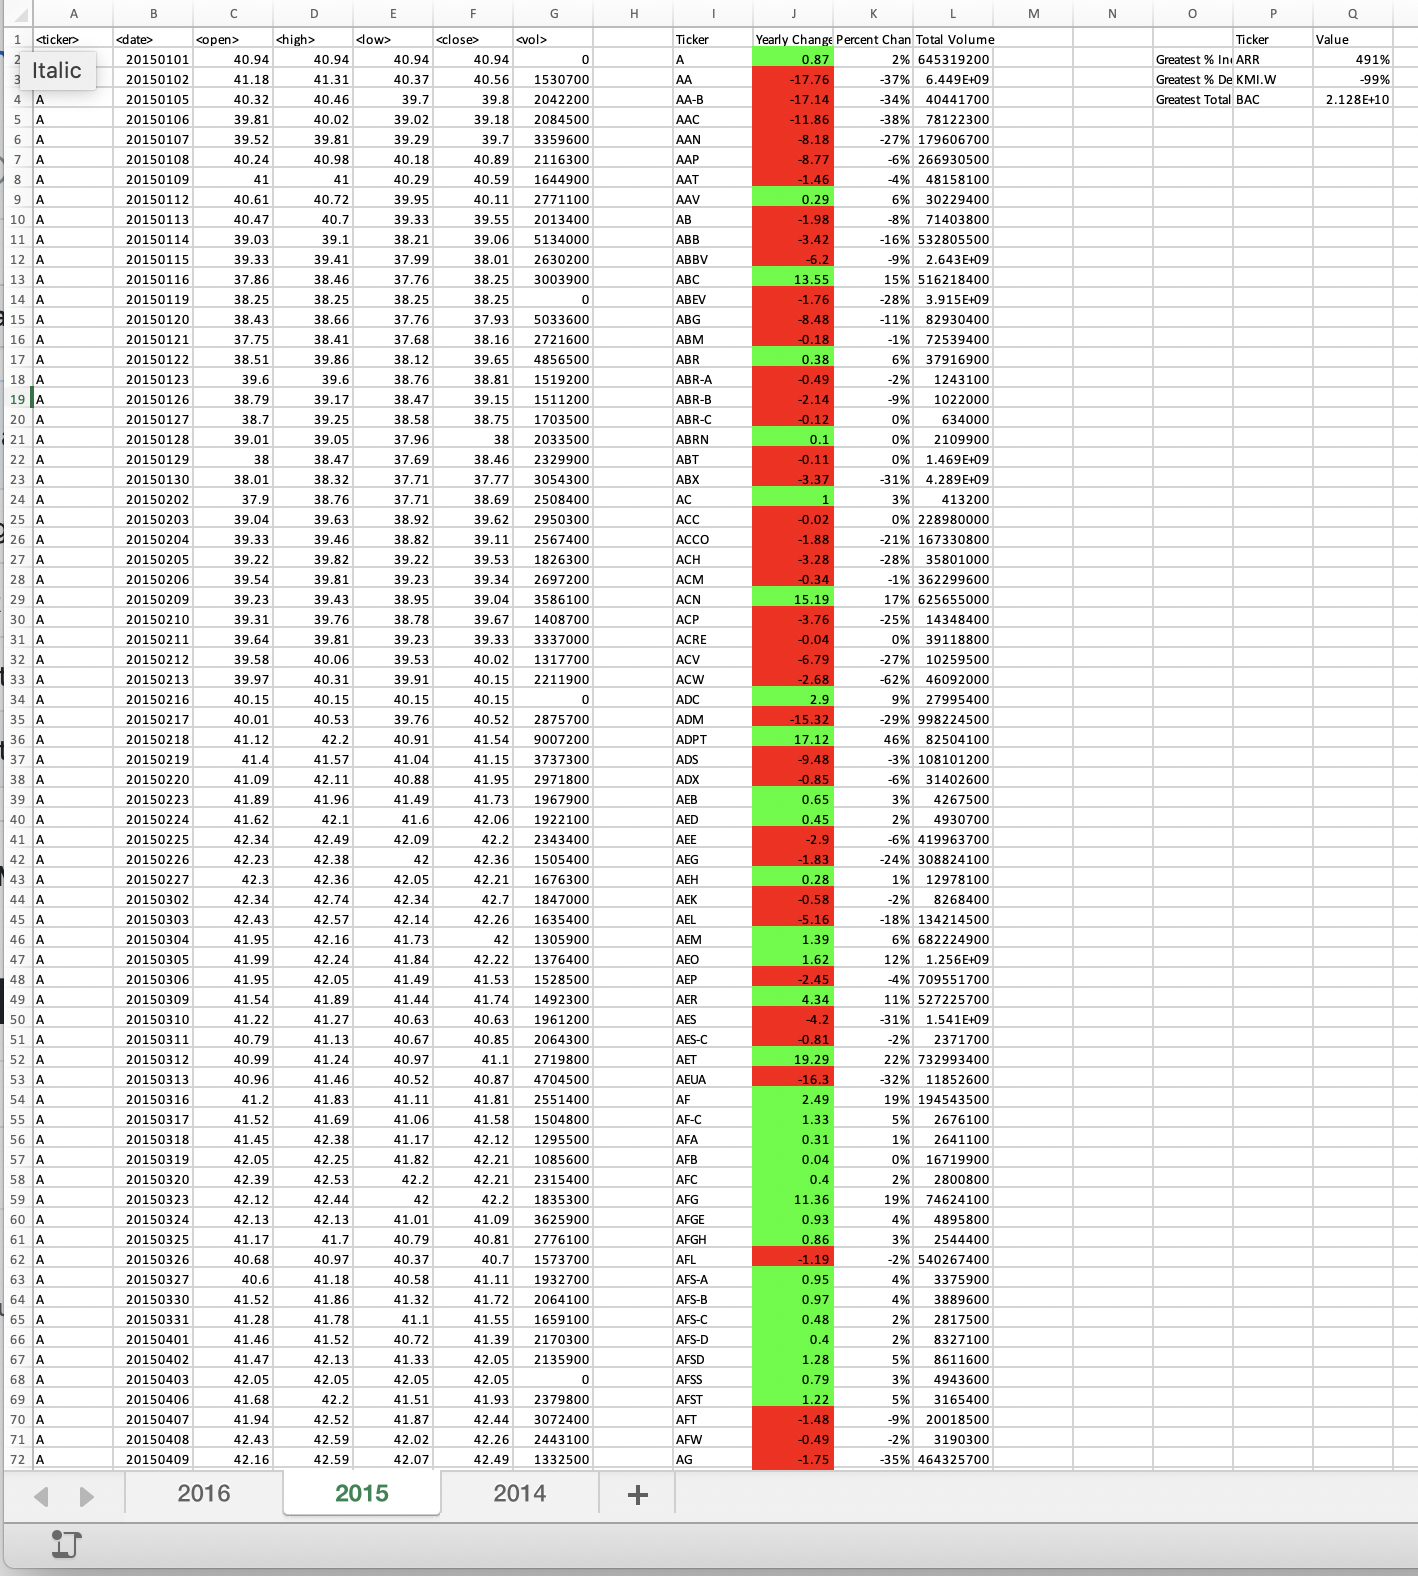 A B C D E F G H I J K L M N O P Q
1 <ticker> <date> <open> <high> <low> <close> <vol> Ticker Yearly Change Percent Chan Total Volume Ticker Value
2 20150101 40.94 40.94 40.94 40.94 0 A 0.87 2% 645319200 Greatest % In ARR 491%
Italic
3 20150102 41.18 41.31 40.37 40.56 1530700 AA -17.76 -37% 6.449E+09 Greatest % De KMI.W -99%
4 A 20150105 40.32 40.46 39.7 39.8 2042200 AA-B -17.14 -34% 40441700 Greatest Total BAC 2.128E+10
5 A 20150106 39.81 40.02 39.02 39.18 2084500 AAC -11.86 -38% 78122300
6 A 20150107 39.52 39.81 39.29 39.7 3359600 AAN -8.18 -27% 179606700
7 A 20150108 40.24 40.98 40.18 40.89 2116300 AAP -8.77 -6% 266930500
8 A 20150109 41 41 40.29 40.59 1644900 AAT -1.46 -4% 48158100
9 A 20150112 40.61 40.72 39.95 40.11 2771100 AAV 0.29 6% 30229400
10 A 20150113 40.47 40.7 39.33 39.55 2013400 AB -1.98 -8% 71403800
11 A 20150114 39.03 39.1 38.21 39.06 5134000 ABB -3.42 -16% 532805500
12 A 20150115 39.33 39.41 37.99 38.01 2630200 ABBV -6.2 -9% 2.643E+09
13 A 20150116 37.86 38.46 37.76 38.25 3003900 ABC 13.55 15% 516218400
14 A 20150119 38.25 38.25 38.25 38.25 0 ABEV -1.76 -28% 3.915E+09
15 A 20150120 38.43 38.66 37.76 37.93 5033600 ABG -8.48 -11% 82930400
16 A 20150121 37.75 38.41 37.68 38.16 2721600 ABM -0.18 -1% 72539400
17 A 20150122 38.51 39.86 38.12 39.65 4856500 ABR 0.38 6% 37916900
18 A 20150123 39.6 39.6 38.76 38.81 1519200 ABR-A -0.49 -2% 1243100
19 A 20150126 38.79 39.17 38.47 39.15 1511200 ABR-B -2.14 -9% 1022000
20 A 20150127 38.7 39.25 38.58 38.75 1703500 ABR-C -0.12 0% 634000
21 A 20150128 39.01 39.05 37.96 38 2033500 ABRN 0.1 0% 2109900
22 A 20150129 38 38.47 37.69 38.46 2329900 ABT -0.11 0% 1.469E+09
23 A 20150130 38.01 38.32 37.71 37.77 3054300 ABX -3.37 -31% 4.289E+09
24 A 20150202 37.9 38.76 37.71 38.69 2508400 AC 1 3% 413200
25 A 20150203 39.04 39.63 38.92 39.62 2950300 ACC -0.02 0% 228980000
26 A 20150204 39.33 39.46 38.82 39.11 2567400 ACCO -1.88 -21% 167330800
27 A 20150205 39.22 39.82 39.22 39.53 1826300 ACH -3.28 -28% 35801000
28 A 20150206 39.54 39.81 39.23 39.34 2697200 ACM -0.34 -1% 362299600
29 A 20150209 39.23 39.43 38.95 39.04 3586100 ACN 15.19 17% 625655000
30 A 20150210 39.31 39.76 38.78 39.67 1408700 ACP -3.76 -25% 14348400
31 A 20150211 39.64 39.81 39.23 39.33 3337000 ACRE -0.04 0% 39118800
32 A 20150212 39.58 40.06 39.53 40.02 1317700 ACV -6.79 -27% 10259500
33 A 20150213 39.97 40.31 39.91 40.15 2211900 ACW -2.68 -62% 46092000
34 A 20150216 40.15 40.15 40.15 40.15 0 ADC 2.9 9% 27995400
35 A 20150217 40.01 40.53 39.76 40.52 2875700 ADM -15.32 -29% 998224500
36 A 20150218 41.12 42.2 40.91 41.54 9007200 ADPT 17.12 46% 82504100
37 A 20150219 41.4 41.57 41.04 41.15 3737300 ADS -9.48 -3% 108101200
38 A 20150220 41.09 42.11 40.88 41.95 2971800 ADX -0.85 -6% 31402600
39 A 20150223 41.89 41.96 41.49 41.73 1967900 AEB 0.65 3% 4267500
40 A 20150224 41.62 42.1 41.6 42.06 1922100 AED 0.45 2% 4930700
41 A 20150225 42.34 42.49 42.09 42.2 2343400 AEE -2.9 -6% 419963700
42 A 20150226 42.23 42.38 42 42.36 1505400 AEG -1.83 -24% 308824100
43 A 20150227 42.3 42.36 42.05 42.21 1676300 AEH 0.28 1% 12978100
44 A 20150302 42.34 42.74 42.34 42.7 1847000 AEK -0.58 -2% 8268400
45 A 20150303 42.43 42.57 42.14 42.26 1635400 AEL -5.16 -18% 134214500
46 A 20150304 41.95 42.16 41.73 42 1305900 AEM 1.39 6% 682224900
47 A 20150305 41.99 42.24 41.84 42.22 1376400 AEO 1.62 12% 1.256E+09
48 A 20150306 41.95 42.05 41.49 41.53 1528500 AEP -2.45 -4% 709551700
49 A 20150309 41.54 41.89 41.44 41.74 1492300 AER 4.34 11% 527225700
50 A 20150310 41.22 41.27 40.63 40.63 1961200 AES -4.2 -31% 1.541E+09
51 A 20150311 40.79 41.13 40.67 40.85 2064300 AES-C -0.81 -2% 2371700
52 A 20150312 40.99 41.24 40.97 41.1 2719800 AET 19.29 22% 732993400
53 A 20150313 40.96 41.46 40.52 40.87 4704500 AEUA -16.3 -32% 11852600
54 A 20150316 41.2 41.83 41.11 41.81 2551400 AF 2.49 19% 194543500
55 A 20150317 41.52 41.69 41.06 41.58 1504800 AF-C 1.33 5% 2676100
56 A 20150318 41.45 42.38 41.17 42.12 1295500 AFA 0.31 1% 2641100
57 A 20150319 42.05 42.25 41.82 42.21 1085600 AFB 0.04 0% 16719900
58 A 20150320 42.39 42.53 42.2 42.21 2315400 AFC 0.4 2% 2800800
59 A 20150323 42.12 42.44 42 42.2 1835300 AFG 11.36 19% 74624100
60 A 20150324 42.13 42.13 41.01 41.09 3625900 AFGE 0.93 4% 4895800
61 A 20150325 41.17 41.7 40.79 40.81 2776100 AFGH 0.86 3% 2544400
62 A 20150326 40.68 40.97 40.37 40.7 1573700 AFL -1.19 -2% 540267400
63 A 20150327 40.6 41.18 40.58 41.11 1932700 AFS-A 0.95 4% 3375900
64 A 20150330 41.52 41.86 41.32 41.72 2064100 AFS-B 0.97 4% 3889600
65 A 20150331 41.28 41.78 41.1 41.55 1659100 AFS-C 0.48 2% 2817500
66 A 20150401 41.46 41.52 40.72 41.39 2170300 AFS-D 0.4 2% 8327100
67 A 20150402 41.47 42.13 41.33 42.05 2135900 AFSD 1.28 5% 8611600
68 A 20150403 42.05 42.05 42.05 42.05 0 AFSS 0.79 3% 4943600
69 A 20150406 41.68 42.2 41.51 41.93 2379800 AFST 1.22 5% 3165400
70 A 20150407 41.94 42.52 41.87 42.44 3072400 AFT -1.48 -9% 20018500
71 A 20150408 42.43 42.59 42.02 42.26 2443100 AFW -0.49 -2% 3190300
72 A 20150409 42.16 42.59 42.07 42.49 1332500 AG -1.75 -35% 464325700
2016 2015 2014 +